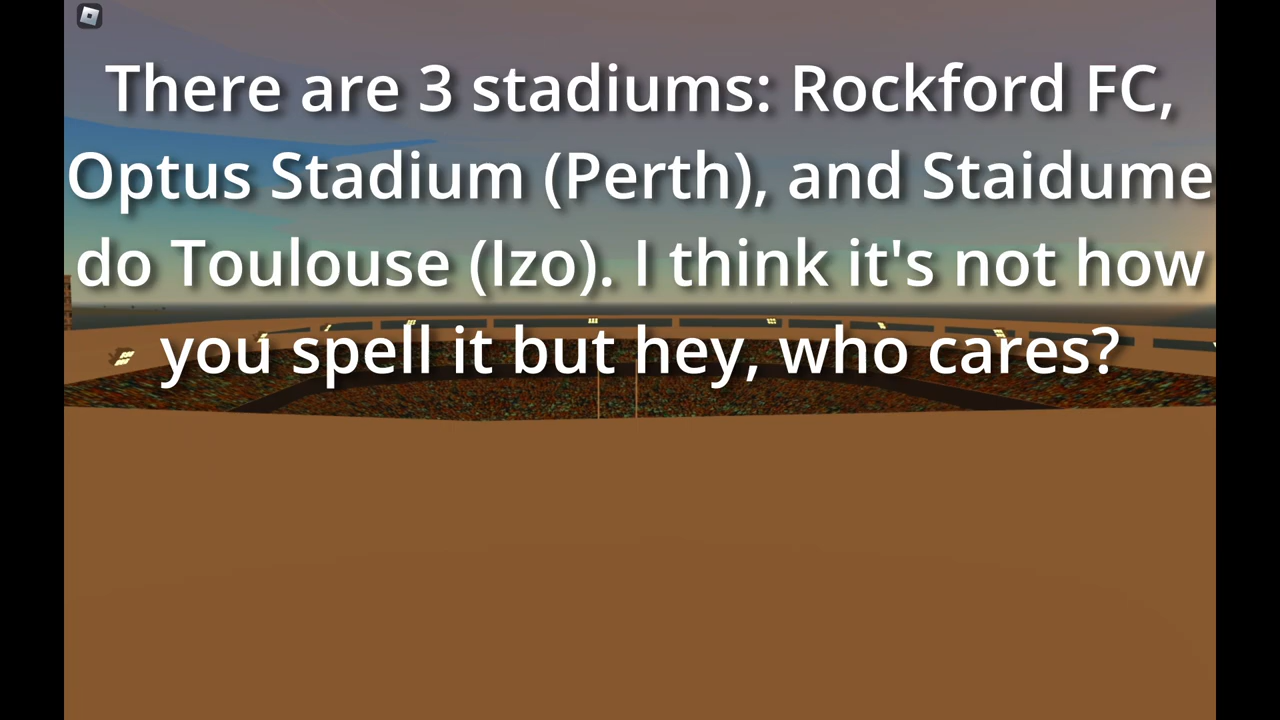 There are 3 stadiums: Rockford FC,
Optus Stadium (Perth), and Staidume
do Toulouse (Izo). I think it's not how
you spell it but hey, who cares?